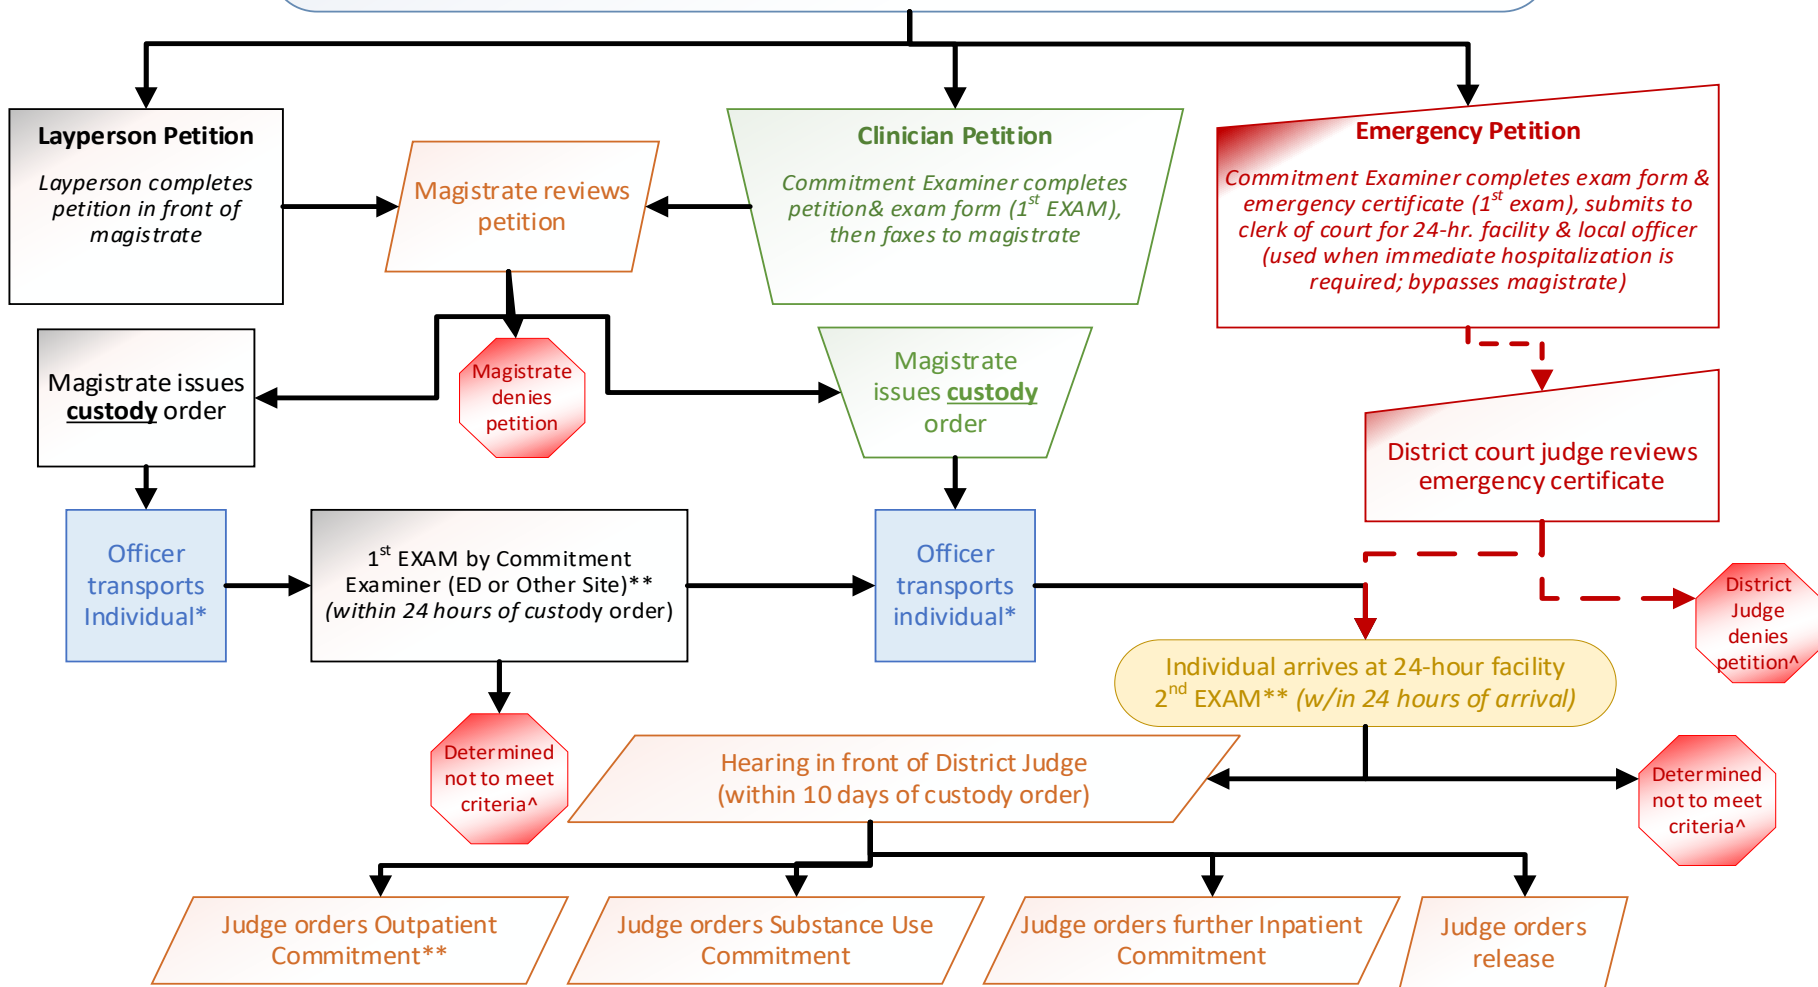 Layperson Petition
Layperson completes
petition in front of
magistrate
Magistrate reviews
petition
Clinician Petition
Commitment Examiner completes
petition& exam form (1st EXAM),
then faxes to magistrate
Emergency Petition
Commitment Examiner completes exam form &
emergency certificate (1st exam), submits to
clerk of court for 24-hr. facility & local officer
(used when immediate hospitalization is
required; bypasses magistrate)
Magistrate issues
custody order
Magistrate
denies
petition
Magistrate
issues custody
order
District court judge reviews
emergency certificate
Officer
transports
Individual*
1st EXAM by Commitment
Examiner (ED or Other Site)**
(within 24 hours of custody order)
Officer
transports
individual*
District
Judge
denies
petition^
Individual arrives at 24-hour facility
2nd EXAM** (w/in 24 hours of arrival)
Determined
not to meet
criteria^
Hearing in front of District Judge
(within 10 days of custody order)
Determined
not to meet
criteria^
Judge orders Outpatient
Commitment**
Judge orders Substance Use
Commitment
Judge orders further Inpatient
Commitment
Judge orders
release